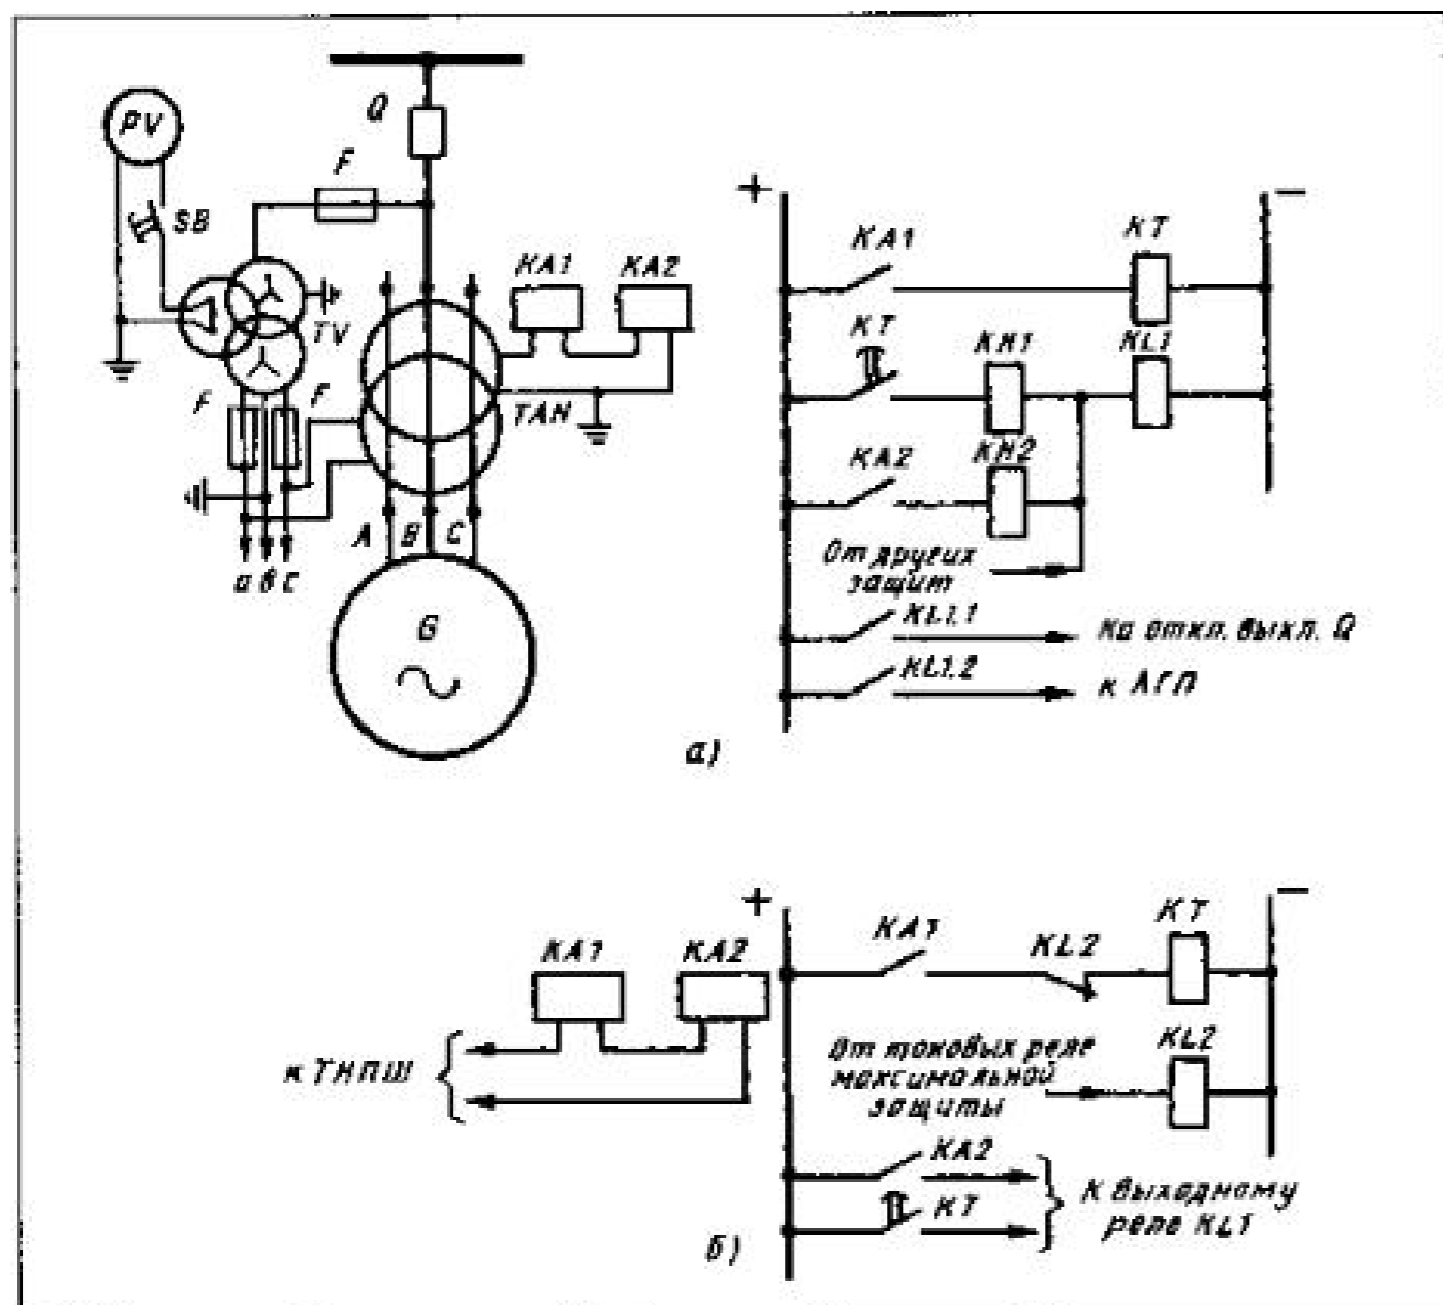 Q
PV
F
SB
TV
F
F
KA1
KA2
TAN
A
B
C
а в с
G
+
−
KA1
KT
KT
KH1
KL1
KA2
KH2
От других
защит
KL1.1
На откл. выкл. Q
KL1.2
к АГП
а)
+
−
KA1
KA2
KA1
KL2
KT
к ТНПШ
От токовых реле
максимальной
защиты
KL2
KA2
KT
К выходному
реле KL1
б)